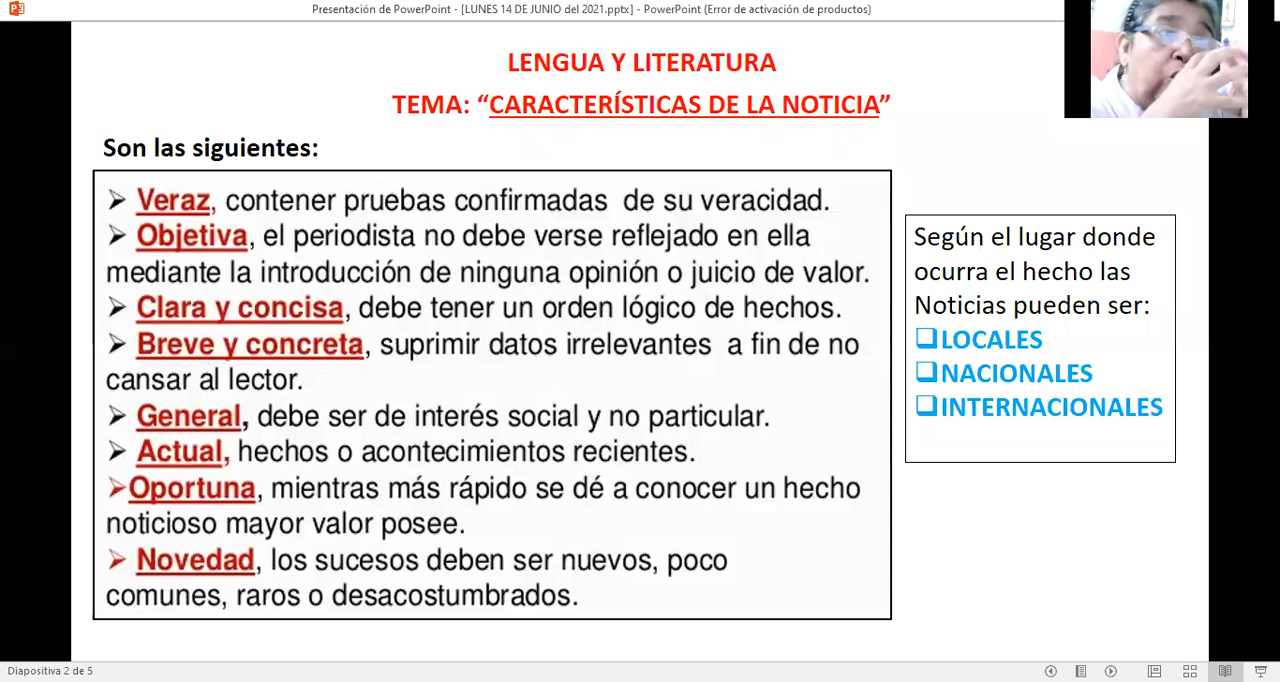 Presentación de PowerPoint - [LUNES 14 DE JUNIO del 2021.pptx] - PowerPoint (Error de activación de productos)
LENGUA Y LITERATURA
TEMA: “CARACTERÍSTICAS DE LA NOTICIA”
Son las siguientes:
➢ Veraz, contener pruebas confirmadas de su veracidad.
➢ Objetiva, el periodista no debe verse reflejado en ella
mediante la introducción de ninguna opinión o juicio de valor.
➢ Clara y concisa, debe tener un orden lógico de hechos.
➢ Breve y concreta, suprimir datos irrelevantes a fin de no
cansar al lector.
➢ General, debe ser de interés social y no particular.
➢ Actual, hechos o acontecimientos recientes.
➢Oportuna, mientras más rápido se dé a conocer un hecho
noticioso mayor valor posee.
➢ Novedad, los sucesos deben ser nuevos, poco
comunes, raros o desacostumbrados.
Según el lugar donde
ocurra el hecho las
Noticias pueden ser:
❑LOCALES
❑NACIONALES
❑INTERNACIONALES
Diapositiva 2 de 5